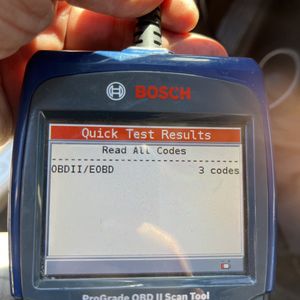 BOSCH
Quick Test Results
Read All Codes
OBDII/EOBD 3 codes
ProGrade OBD II Scan Tool